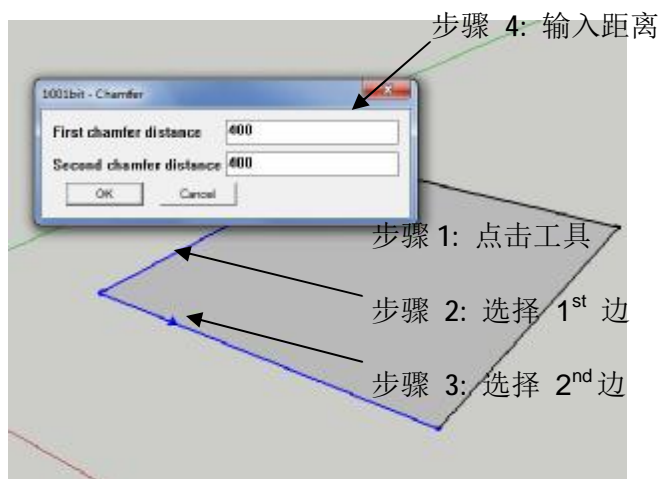 步骤 4: 输入距离
1001bit - Chamfer
First chamfer distance 400
Second chamfer distance 400
OK Cancel
步骤 1: 点击工具
步骤 2: 选择 1st 边
步骤 3: 选择 2nd 边